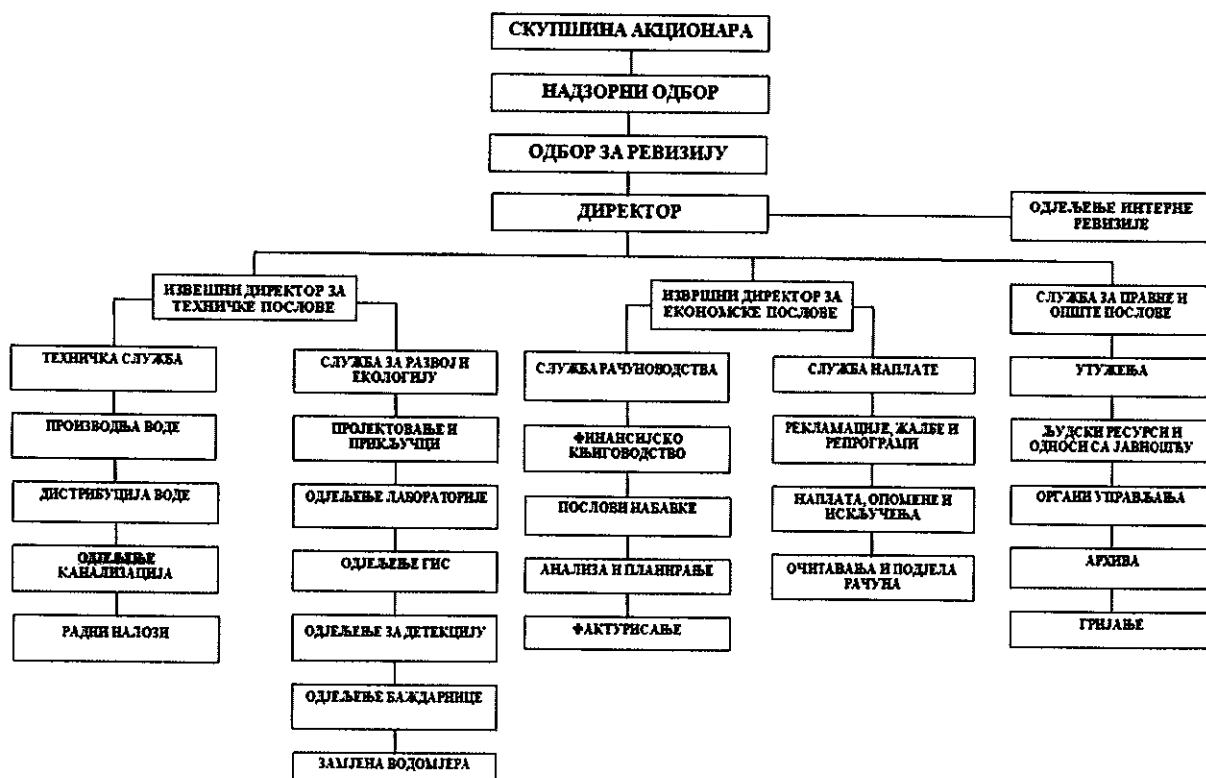 СКУПШИНА АКЦИОНАРА
НАДЗОРНИ ОДБОР
ОДБОР ЗА РЕВИЗИЈУ
ДИРЕКТОР
ОДЈЕЉЕЊЕ ИНТЕРНЕ
РЕВИЗИЈЕ
ИЗВЕШНИ ДИРЕКТОР ЗА
ТЕХНИЧКЕ ПОСЛОВЕ
ИЗВРШНИ ДИРЕКТОР ЗА
ЕКОНОМСКЕ ПОСЛОВЕ
СЛУЖБА ЗА ПРАВНЕ И
ОПШТЕ ПОСЛОВЕ
ТЕХНИЧКА СЛУЖБА
ПРОИЗВОДЊА ВОДЕ
ДИСТРИБУЦИЈА ВОДЕ
ОДЈЕЉЕЊЕ
КАНАЛИЗАЦИЈА
РАДНИ НАЛОЗИ
СЛУЖБА ЗА РАЗВОЈ И
ЕКОЛОГИЈУ
ПРОЈЕКТОВАЊЕ И
ПРИКЉУЧЦИ
ОДЈЕЉЕЊЕ ЛАБОРАТОРИЈЕ
ОДЈЕЉЕЊЕ ГИС
ОДЈЕЉЕЊЕ ЗА ДЕТЕКЦИЈУ
ОДЈЕЉЕЊЕ БАЖДАРНИЦЕ
ЗАМЈЕНА ВОДОМЈЕРА
СЛУЖБА РАЧУНОВОДСТВА
ФИНАНСИЈСКО
КЊИГОВОДСТВО
ПОСЛОВИ НАБАВКЕ
АНАЛИЗА И ПЛАНИРАЊЕ
ФАКТУРИСАЊЕ
СЛУЖБА НАПЛАТЕ
РЕКЛАМАЦИЈЕ, ЖАЛБЕ И
РЕПРОГРАМИ
НАПЛАТА, ОПОМЕНЕ И
ИСКЉУЧЕЊА
ОЧИТАВАЊА И ПОДЈЕЛА
РАЧУНА
УТУЖЕЊА
ЉУДСКИ РЕСУРСИ И
ОДНОСИ СА ЈАВНОШЋУ
ОРГАНИ УПРАВЉАЊА
АРХИВА
ГРИЈАЊЕ